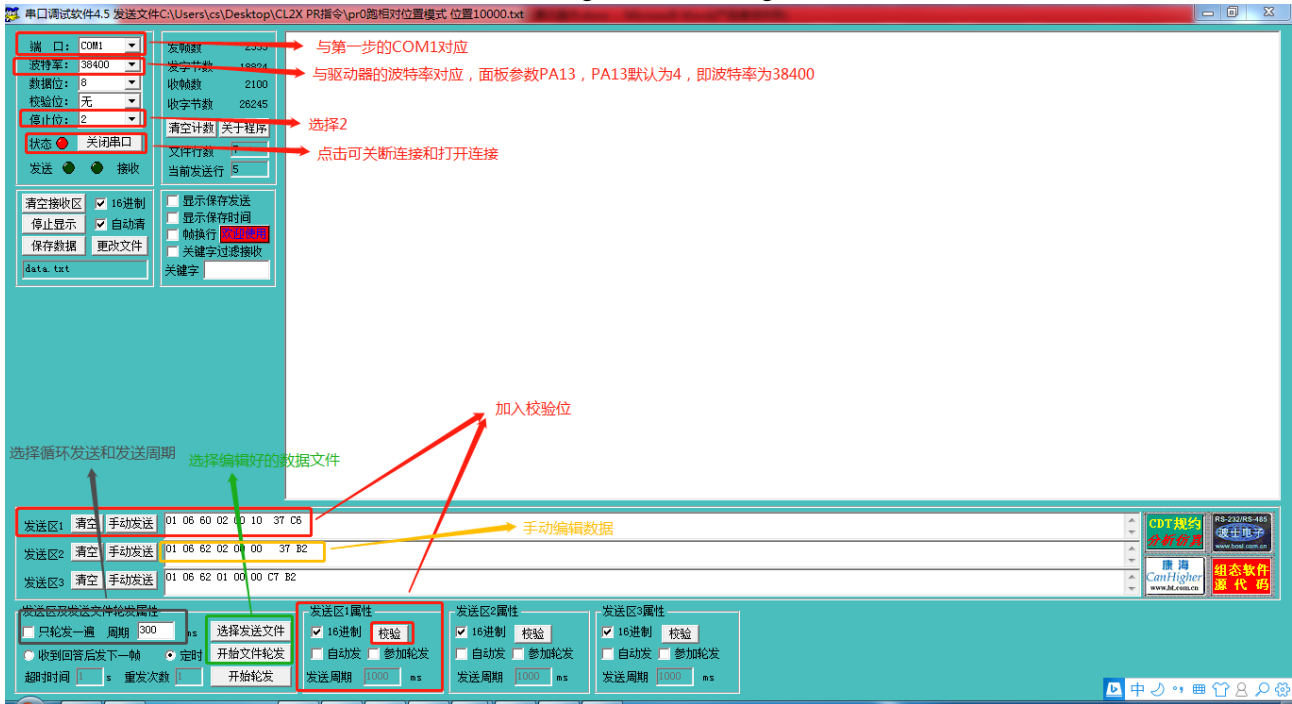 串口调试软件4.5 发送文件C:\Users\cs\Desktop\CL2X PR指令\pr0跑相对位置模式 位置10000.txt
端 口: COM1
波特率: 38400
数据位: 8
校验位: 无
停止位: 2
状态 关闭串口
发送 接收
发帧数 2353
发字节数 18824
收帧数 2100
收字节数 26245
清空计数 关于程序
文件行数 7
当前发送行 5
与第一步的COM1对应
与驱动器的波特率对应，面板参数PA13，PA13默认为4，即波特率为38400
选择2
点击可关断连接和打开连接
清空接收区 16进制
停止显示 自动清
保存数据 更改文件
data.txt
显示保存发送
显示保存时间
帧换行 欢迎使用
关键字过滤接收
关键字
加入校验位
选择循环发送和发送周期
选择编辑好的数据文件
手动编辑数据
发送区1 清空 手动发送 01 06 60 02 00 10 37 C6
发送区2 清空 手动发送 01 06 62 02 00 00 37 B2
发送区3 清空 手动发送 01 06 62 01 00 00 C7 B2
CDT规约
分析仿真
RS-232/RS-485
波士电子
www.bosi.com.cn
康海
CanHigher
www.ht.com.cn
组态软件
源代码
发送区及发送文件轮发属性
只轮发一遍 周期 300 ms 选择发送文件
收到回答后发下一帧 定时 开始文件轮发
超时时间 1 s 重发次数 1 开始轮发
发送区1属性
16进制 校验
自动发 参加轮发
发送周期 1000 ms
发送区2属性
16进制 校验
自动发 参加轮发
发送周期 1000 ms
发送区3属性
16进制 校验
自动发 参加轮发
发送周期 1000 ms
中